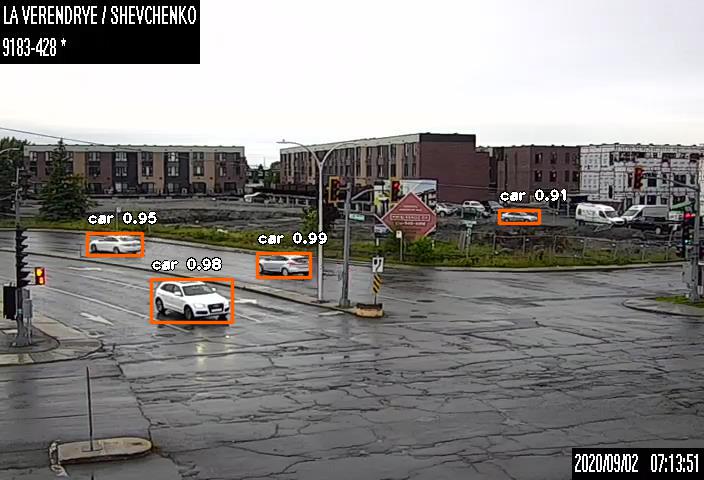 LA VERENDRYE / SHEVCHENKO
9183-428 *
car 0.91
car 0.95
car 0.99
car 0.98
2020/09/02 07:13:51